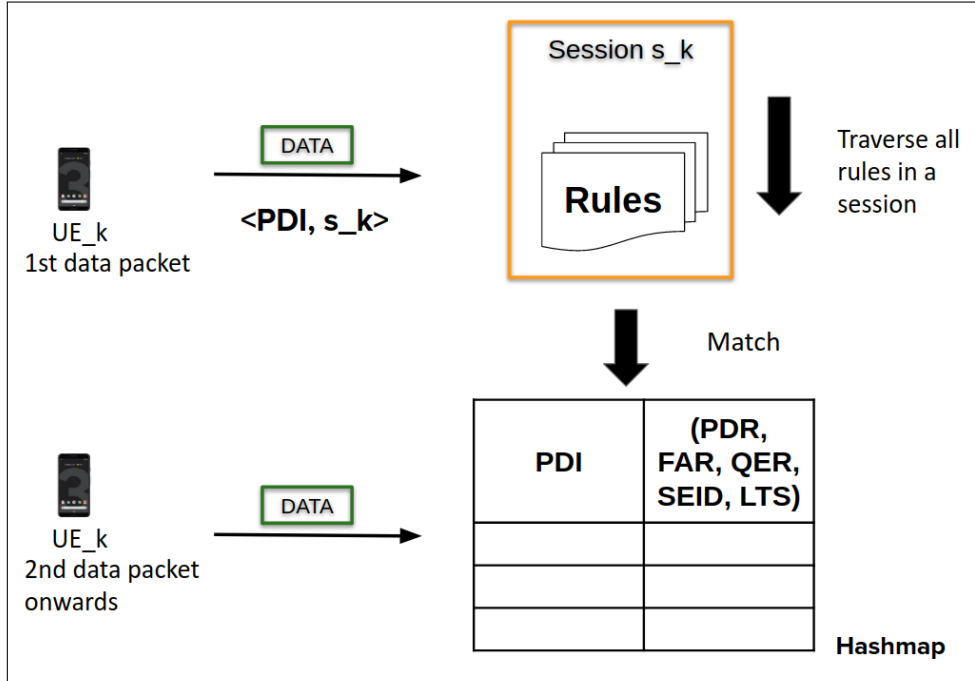 Session s_k
DATA
Rules
Traverse all
rules in a
session
<PDI, s_k>
UE_k
1st data packet
Match
PDI
(PDR,
FAR, QER,
SEID, LTS)
DATA
UE_k
2nd data packet
onwards
Hashmap